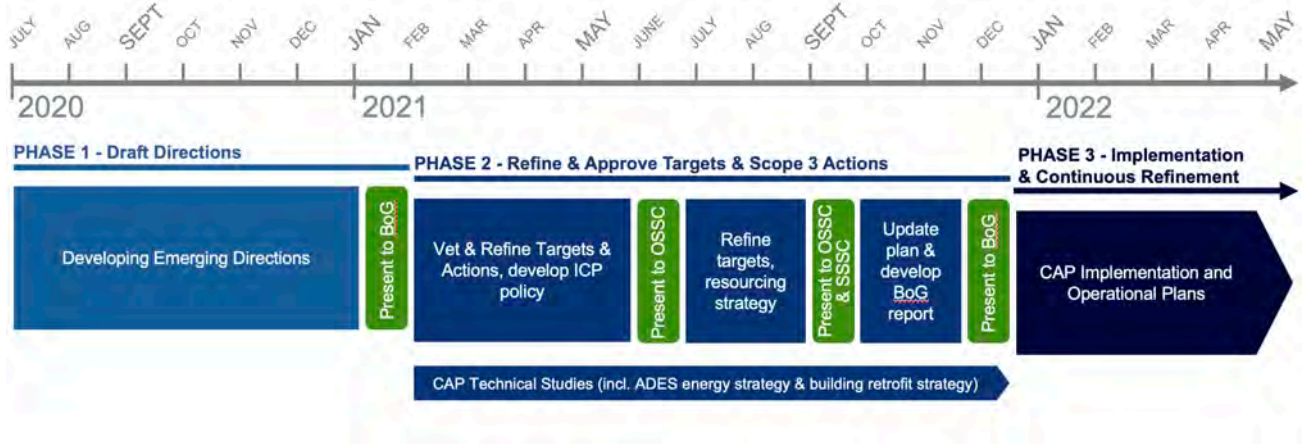 JULY AUG SEPT OCT NOV DEC JAN FEB MAR APR MAY JUNE JULY AUG SEPT OCT NOV DEC JAN FEB MAR APR MAY
2020 2021 2022
PHASE 1 - Draft Directions
PHASE 2 - Refine & Approve Targets & Scope 3 Actions
PHASE 3 - Implementation
& Continuous Refinement
Developing Emerging Directions
Present to BoG
Vet & Refine Targets &
Actions, develop ICP
policy
Present to OSSC
Refine
targets,
resourcing
strategy
Present to OSSC
& SSSC
Update
plan &
develop
BoG
report
Present to BoG
CAP Implementation and
Operational Plans
CAP Technical Studies (incl. ADES energy strategy & building retrofit strategy)